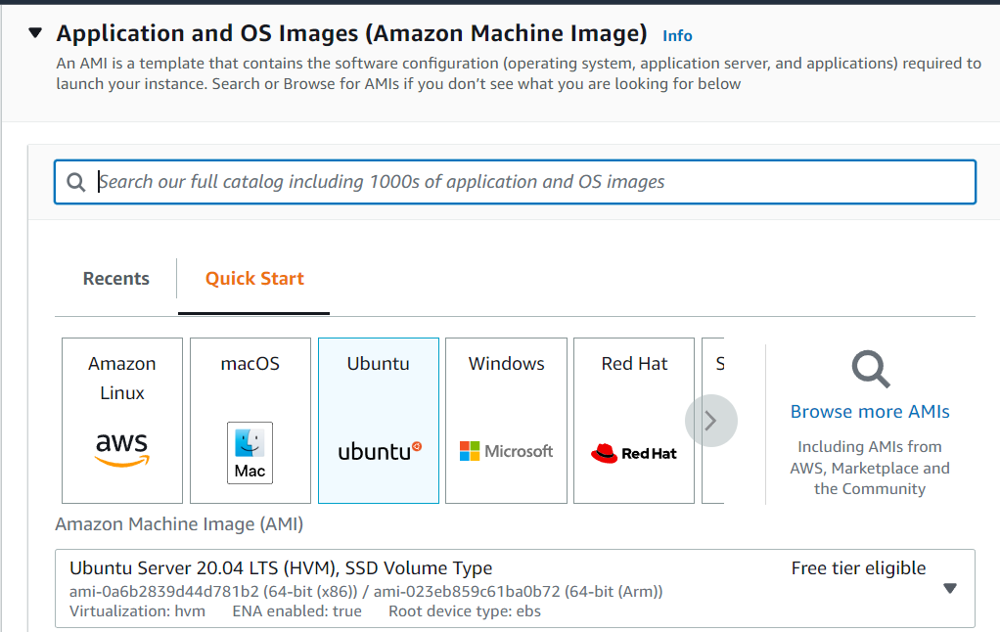 Application and OS Images (Amazon Machine Image) Info
An AMI is a template that contains the software configuration (operating system, application server, and applications) required to
launch your instance. Search or Browse for AMIs if you don’t see what you are looking for below
Search our full catalog including 1000s of application and OS images
Recents
Quick Start
Amazon
Linux
aws
macOS
Mac
Ubuntu
ubuntu
Windows
Microsoft
Red Hat
Red Hat
S
Browse more AMIs
Including AMIs from
AWS, Marketplace and
the Community
Amazon Machine Image (AMI)
Ubuntu Server 20.04 LTS (HVM), SSD Volume Type
Free tier eligible
ami-0a6b2839d44d781b2 (64-bit (x86)) / ami-023eb859c61ba0b72 (64-bit (Arm))
Virtualization: hvm ENA enabled: true Root device type: ebs